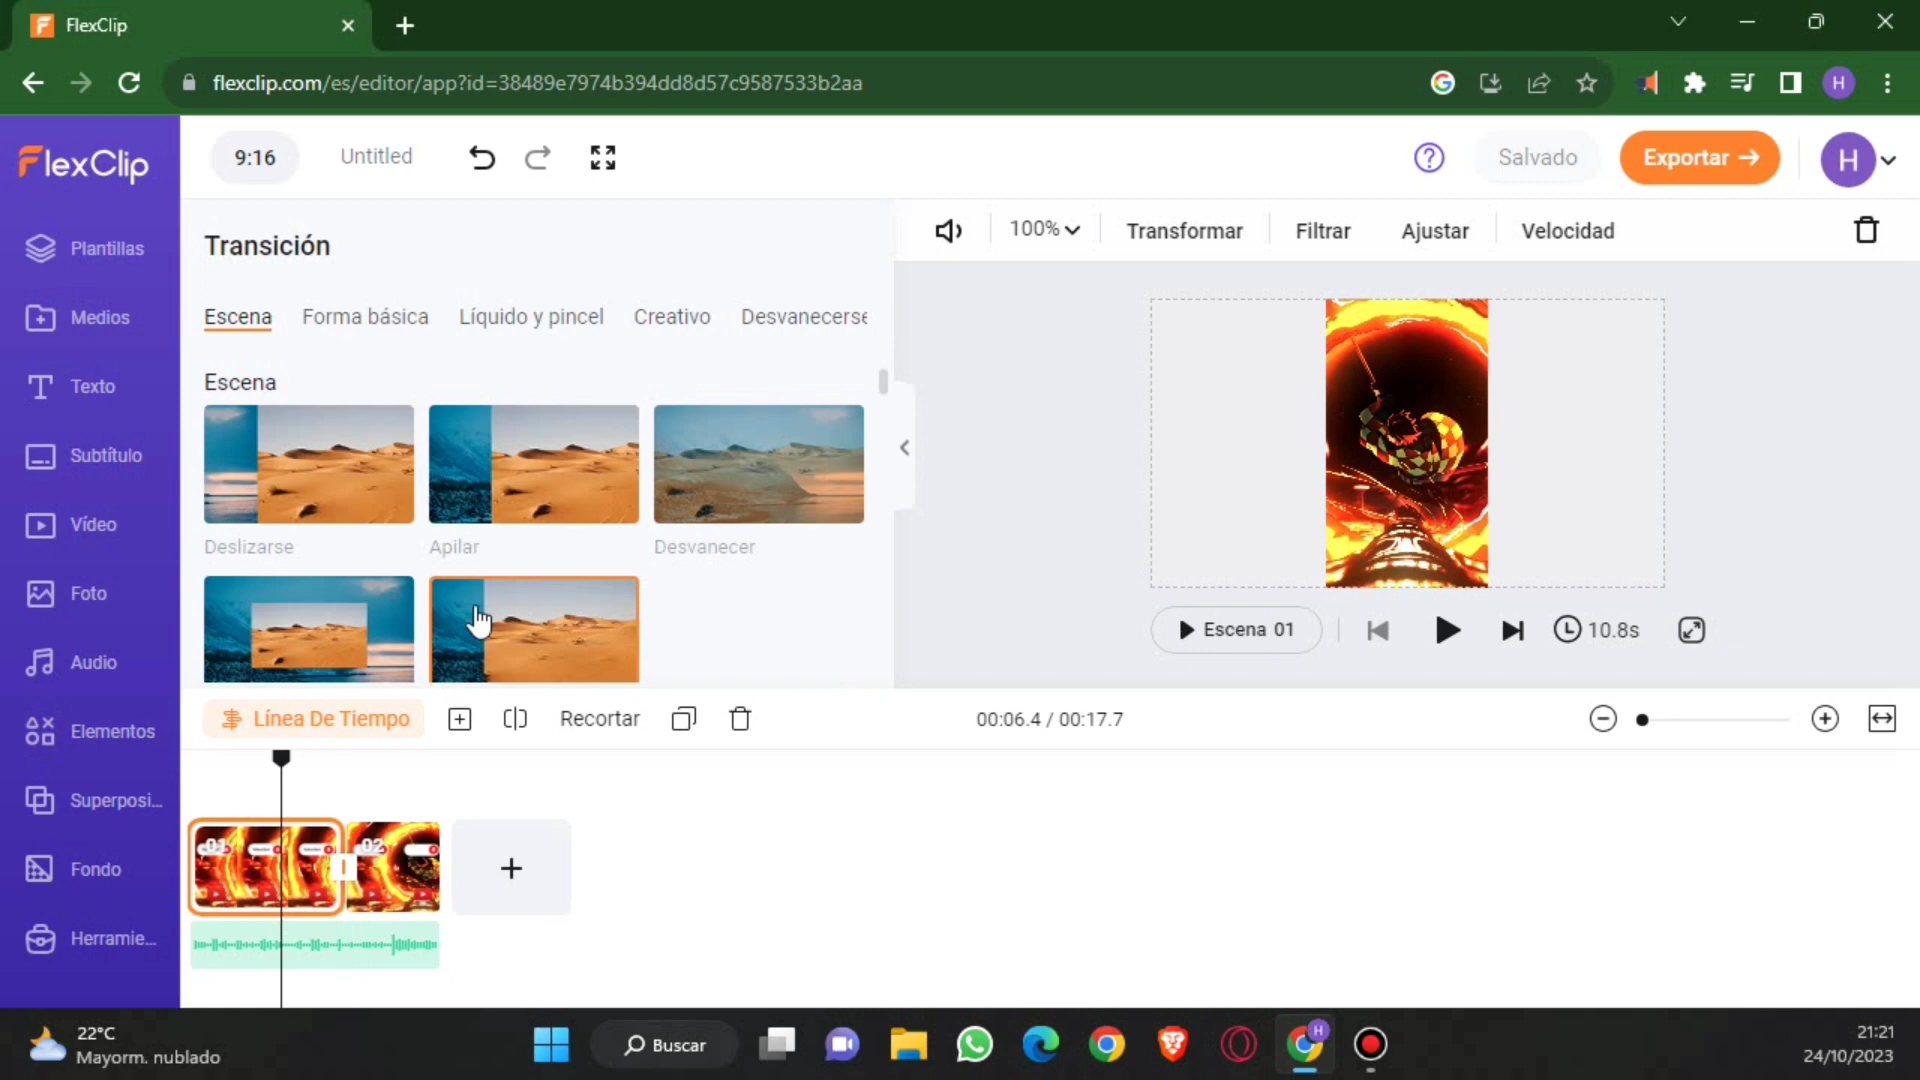 FlexClip
flexclip.com/es/editor/app?id=38489e7974b394dd8d57c9587533b2aa
H
FlexClip
9:16
Untitled
Salvado
Exportar
H
Plantillas
Medios
Texto
Subtítulo
Vídeo
Foto
Audio
Elementos
Superposi...
Fondo
Herramie...
Transición
Escena
Forma básica
Líquido y pincel
Creativo
Desvanecerse
Escena
Deslizarse
Apilar
Desvanecer
100%
Transformar
Filtrar
Ajustar
Velocidad
Escena 01
10.8s
Línea De Tiempo
Recortar
00:06.4 / 00:17.7
01
02
22°C
Mayorm. nublado
Buscar
H
21:21
24/10/2023